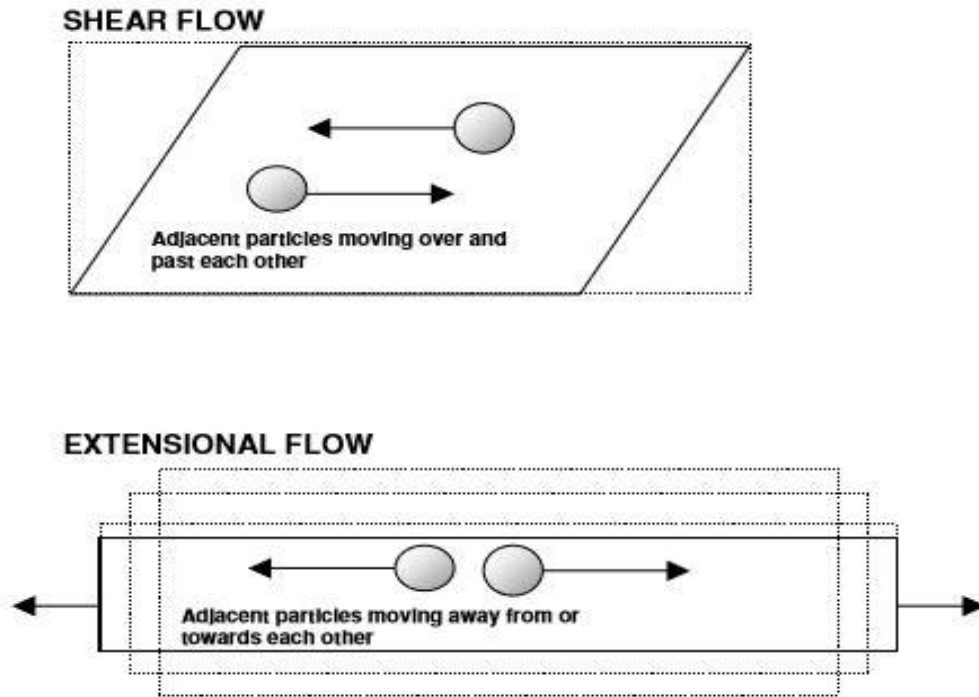 SHEAR FLOW
Adjacent particles moving over and
past each other
EXTENSIONAL FLOW
Adjacent particles moving away from or
towards each other